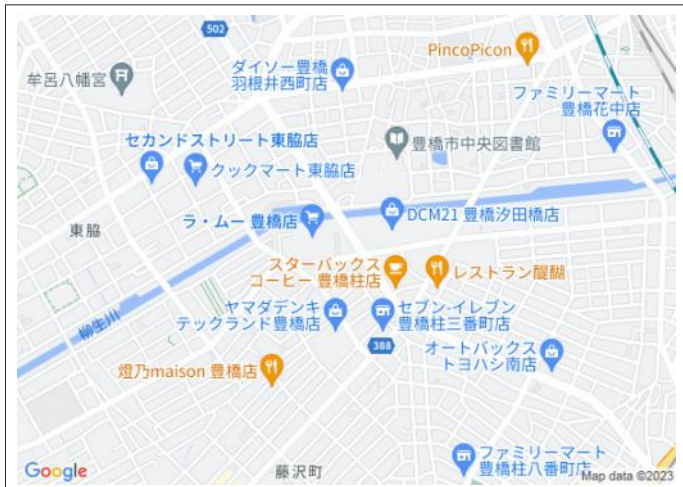 502
PincoPicon
ダイソー豊橋
羽根井西町店
牟呂八幡宮
ファミリーマート
豊橋花中店
セカンドストリート東脇店
豊橋市中央図書館
クックマート東脇店
DCM21 豊橋汐田橋店
ラ・ムー 豊橋店
東脇
スターバックス
コーヒー 豊橋柱店
レストラン醍醐
柳生川
ヤマダデンキ
テックランド豊橋店
セブン-イレブン
豊橋柱三番町店
388
オートバックス
トヨハシ南店
燈乃maison 豊橋店
ファミリーマート
豊橋柱八番町店
Google
藤沢町
Map data ©2023